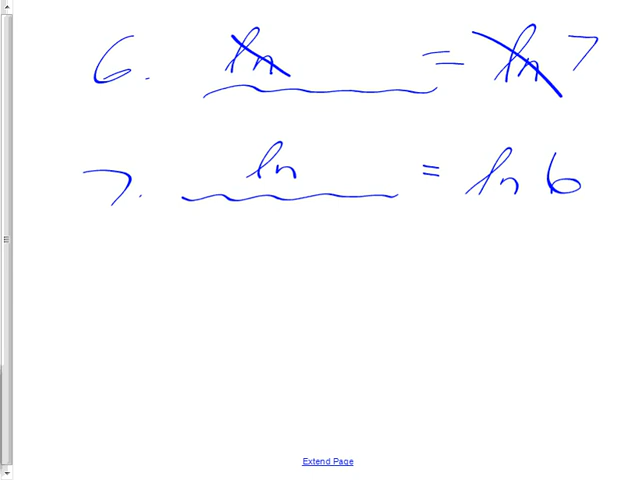 6. ln = ln 7
7. ln = ln 6
Extend Page